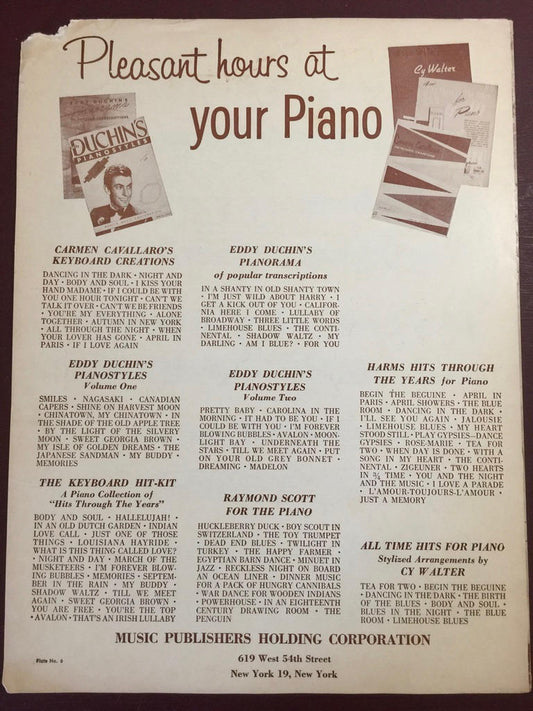 Pleasant hours at
your Piano
DUCHIN'S
PIANOSTYLES
Cy Walter
CARMEN CAVALLARO'S
KEYBOARD CREATIONS
DANCING IN THE DARK · NIGHT AND
DAY · BODY AND SOUL · I KISS YOUR
HAND MADAME · IF I COULD BE WITH
YOU ONE HOUR TONIGHT · CAN'T WE
TALK IT OVER · CAN'T WE BE FRIENDS
· YOU'RE MY EVERYTHING · ALONE
TOGETHER · AUTUMN IN NEW YORK
· ALL THROUGH THE NIGHT · WHEN
YOUR LOVER HAS GONE · APRIL IN
PARIS · IF I LOVE AGAIN
EDDY DUCHIN'S
PIANORAMA
of popular transcriptions
IN A SHANTY IN OLD SHANTY TOWN
· I'M JUST WILD ABOUT HARRY · I
GET A KICK OUT OF YOU · CALIFOR-
NIA HERE I COME · LULLABY OF
BROADWAY · THREE LITTLE WORDS
· LIMEHOUSE BLUES · THE CONTI-
NENTAL · SHADOW WALTZ · MY
DARLING · AM I BLUE? · FOR YOU
EDDY DUCHIN'S
PIANOSTYLES
Volume One
SMILES · NAGASAKI · CANADIAN
CAPERS · SHINE ON HARVEST MOON
· CHINATOWN, MY CHINATOWN · IN
THE SHADE OF THE OLD APPLE TREE
· BY THE LIGHT OF THE SILVERY
MOON · SWEET GEORGIA BROWN ·
MY ISLE OF GOLDEN DREAMS · THE
JAPANESE SANDMAN · MY BUDDY ·
MEMORIES
EDDY DUCHIN'S
PIANOSTYLES
Volume Two
PRETTY BABY · CAROLINA IN THE
MORNING · IT HAD TO BE YOU · IF I
COULD BE WITH YOU · I'M FOREVER
BLOWING BUBBLES · AVALON · MOON-
LIGHT BAY · UNDERNEATH THE
STARS · TILL WE MEET AGAIN · PUT
ON YOUR OLD GREY BONNET ·
DREAMING · MADELON
HARMS HITS THROUGH
THE YEARS for Piano
BEGIN THE BEGUINE · APRIL IN
PARIS · APRIL SHOWERS · THE BLUE
ROOM · DANCING IN THE DARK ·
I'LL SEE YOU AGAIN · JALOUSIE
· LIMEHOUSE BLUES · MY HEART
STOOD STILL · PLAY GYPSIES—DANCE
GYPSIES · ROSE-MARIE · TEA FOR
TWO · WHEN DAY IS DONE · WITH A
SONG IN MY HEART · THE CONTI-
NENTAL · ZIGEUNER · TWO HEARTS
IN ¾ TIME · YOU AND THE NIGHT
AND THE MUSIC · I LOVE A PARADE
· L'AMOUR-TOUJOURS-L'AMOUR ·
JUST A MEMORY
THE KEYBOARD HIT-KIT
A Piano Collection of
"Hits Through The Years"
BODY AND SOUL · HALLELUJAH! ·
IN AN OLD DUTCH GARDEN · INDIAN
LOVE CALL · JUST ONE OF THOSE
THINGS · LOUISIANA HAYRIDE ·
WHAT IS THIS THING CALLED LOVE?
· NIGHT AND DAY · MARCH OF THE
MUSKETEERS · I'M FOREVER BLOW-
ING BUBBLES · MEMORIES · SEPTEM-
BER IN THE RAIN · MY BUDDY ·
SHADOW WALTZ · TILL WE MEET
AGAIN · SWEET GEORGIA BROWN ·
YOU ARE FREE · YOU'RE THE TOP
· AVALON · THAT'S AN IRISH LULLABY
RAYMOND SCOTT
FOR THE PIANO
HUCKLEBERRY DUCK · BOY SCOUT IN
SWITZERLAND · THE TOY TRUMPET
· DEAD END BLUES · TWILIGHT IN
TURKEY · THE HAPPY FARMER ·
EGYPTIAN BARN DANCE · MINUET IN
JAZZ · RECKLESS NIGHT ON BOARD
AN OCEAN LINER · DINNER MUSIC
FOR A PACK OF HUNGRY CANNIBALS
· WAR DANCE FOR WOODEN INDIANS
· POWERHOUSE · IN AN EIGHTEENTH
CENTURY DRAWING ROOM · THE
PENGUIN
ALL TIME HITS FOR PIANO
Stylized Arrangements by
CY WALTER
TEA FOR TWO · BEGIN THE BEGUINE
· DANCING IN THE DARK · THE BIRTH
OF THE BLUES · BODY AND SOUL ·
BLUES IN THE NIGHT · THE BLUE
ROOM · LIMEHOUSE BLUES
MUSIC PUBLISHERS HOLDING CORPORATION
Plate No. 6
619 West 54th Street
New York 19, New York